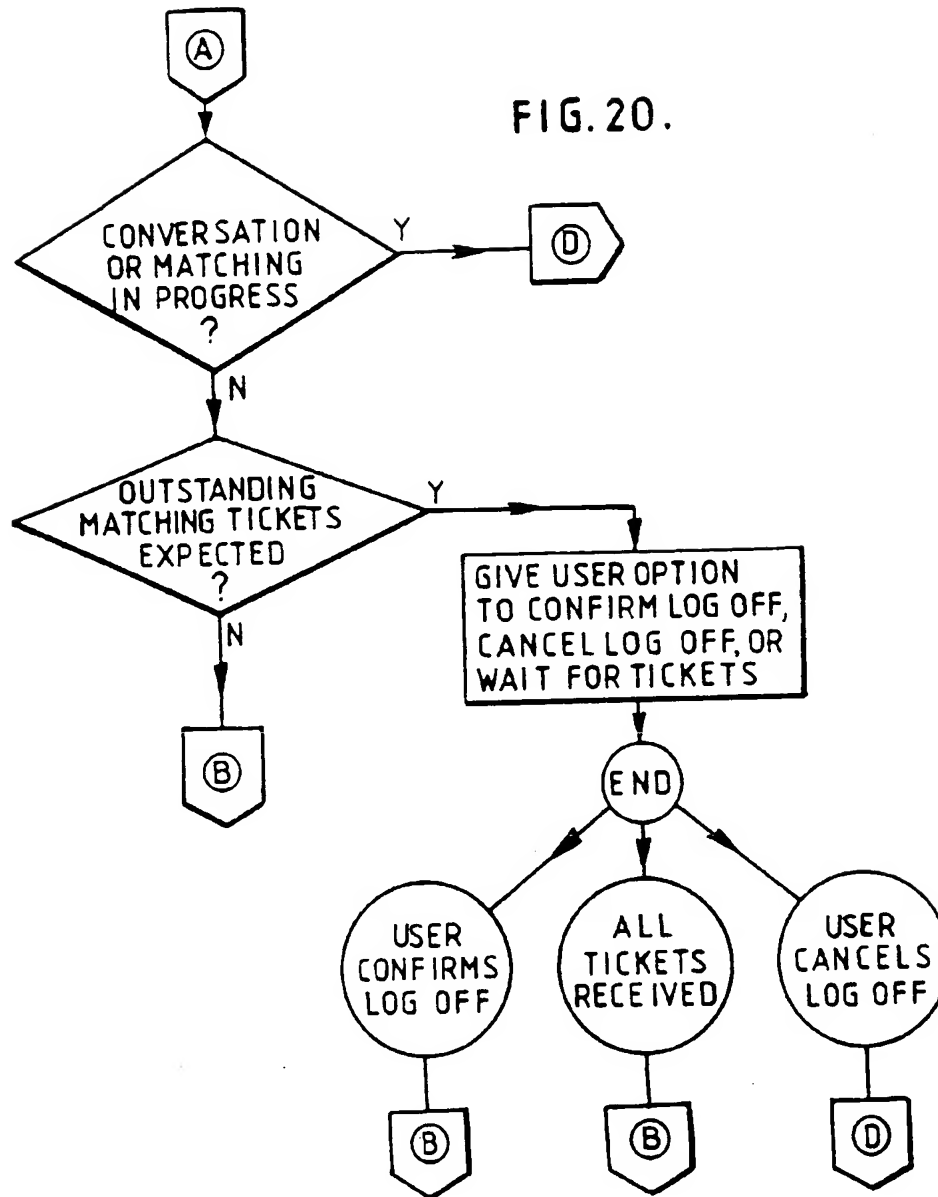 A
FIG. 20.
CONVERSATION
OR MATCHING
IN PROGRESS
?
Y
D
N
OUTSTANDING
MATCHING TICKETS
EXPECTED
?
Y
N
B
GIVE USER OPTION
TO CONFIRM LOG OFF,
CANCEL LOG OFF, OR
WAIT FOR TICKETS
END
USER
CONFIRMS
LOG OFF
ALL
TICKETS
RECEIVED
USER
CANCELS
LOG OFF
B
B
D